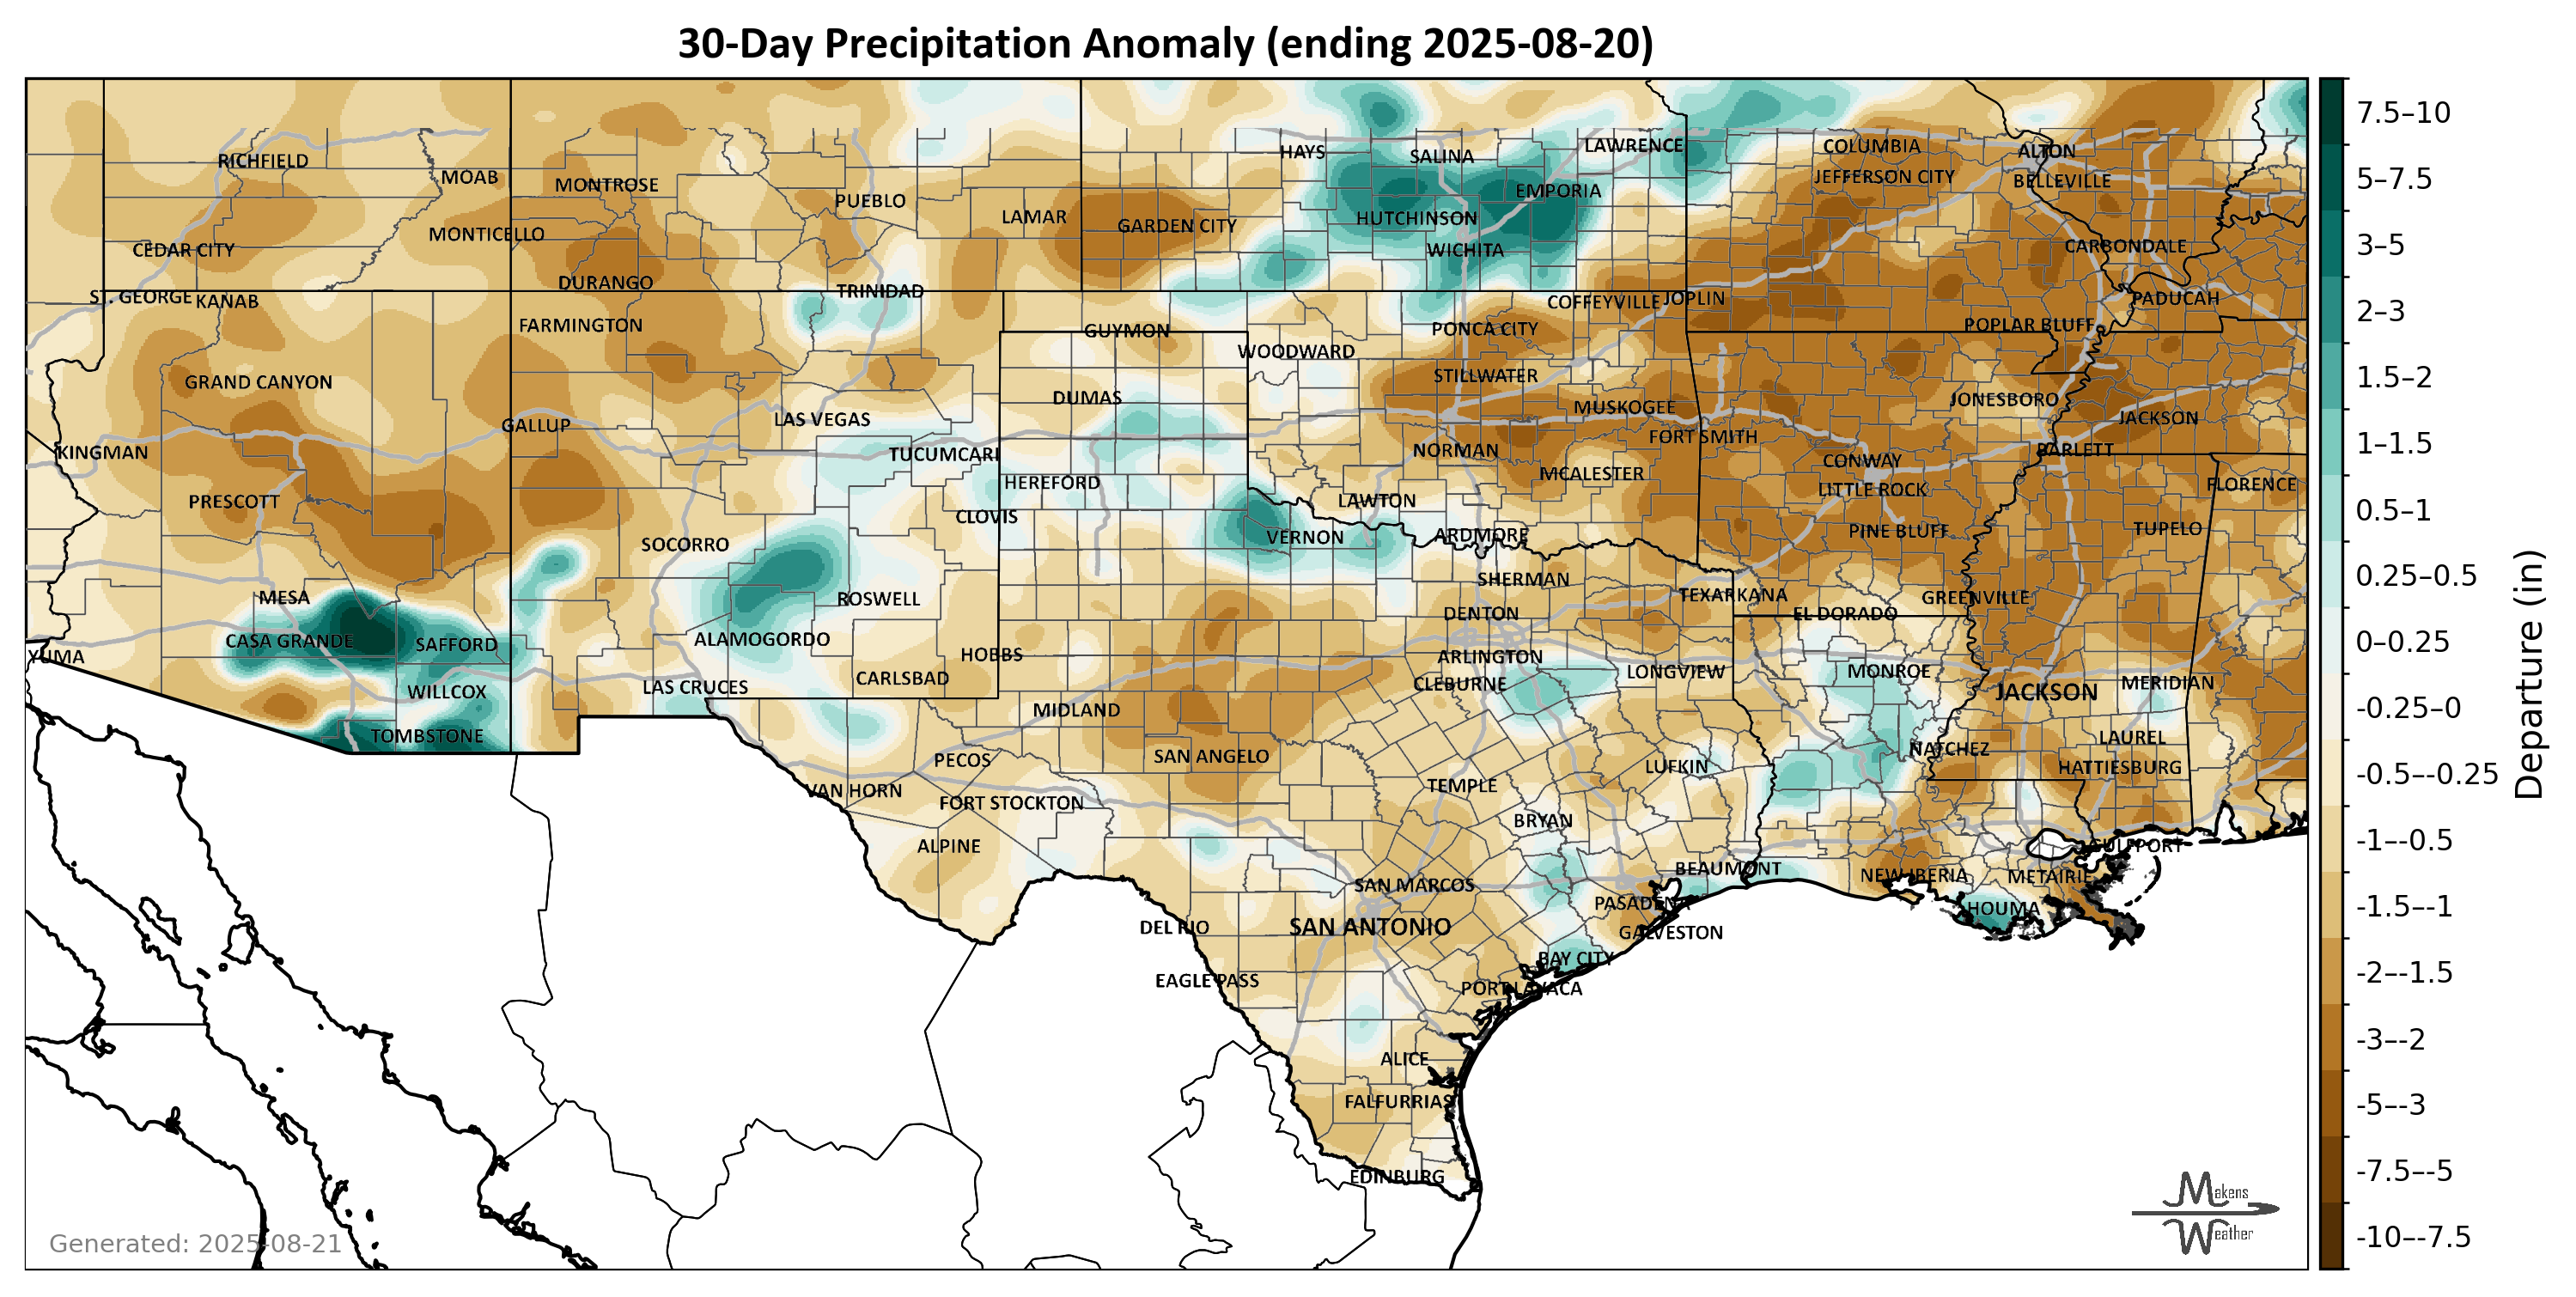 30-Day Precipitation Anomaly (ending 2025-08-20)
HAYS
SALINA
LAWRENCE
COLUMBIA
ALTON
RICHFIELD
MOAB
MONTROSE
PUEBLO
EMPORIA
JEFFERSON CITY
BELLEVILLE
LAMAR
GARDEN CITY
HUTCHINSON
MONTICELLO
CEDAR CITY
WICHITA
CARBONDALE
DURANGO
TRINIDAD
ST. GEORGE
KANAB
COFFEYVILLE
JOPLIN
PADUCAH
FARMINGTON
GUYMON
PONCA CITY
POPLAR BLUFF
WOODWARD
GRAND CANYON
STILLWATER
DUMAS
MUSKOGEE
JONESBORO
JACKSON
GALLUP
LAS VEGAS
FORT SMITH
KINGMAN
TUCUMCARI
NORMAN
BARLETT
CONWAY
MCALESTER
HEREFORD
LITTLE ROCK
FLORENCE
PRESCOTT
LAWTON
CLOVIS
PINE BLUFF
TUPELO
SOCORRO
VERNON
ARDMORE
SHERMAN
MESA
ROSWELL
TEXARKANA
GREENVILLE
CASA GRANDE
SAFFORD
ALAMOGORDO
DENTON
EL DORADO
YUMA
HOBBS
ARLINGTON
LAS CRUCES
CARLSBAD
CLEBURNE
LONGVIEW
MONROE
WILLCOX
JACKSON
MERIDIAN
MIDLAND
TOMBSTONE
SAN ANGELO
NATCHEZ
LAUREL
PECOS
LUFKIN
HATTIESBURG
VAN HORN
FORT STOCKTON
TEMPLE
BRYAN
ALPINE
GULFPORT
BEAUMONT
NEW IBERIA
METAIRIE
SAN MARCOS
PASADENA
HOUMA
DEL RIO
SAN ANTONIO
GALVESTON
BAY CITY
EAGLE PASS
PORT LAVACA
ALICE
FALFURRIAS
EDINBURG
Generated: 2025-08-21
Makens
Weather
7.5–10
5–7.5
3–5
2–3
1.5–2
1–1.5
0.5–1
0.25–0.5
0–0.25
-0.25–0
-0.5–-0.25
-1–-0.5
-1.5–-1
-2–-1.5
-3–-2
-5–-3
-7.5–-5
-10–-7.5
Departure (in)